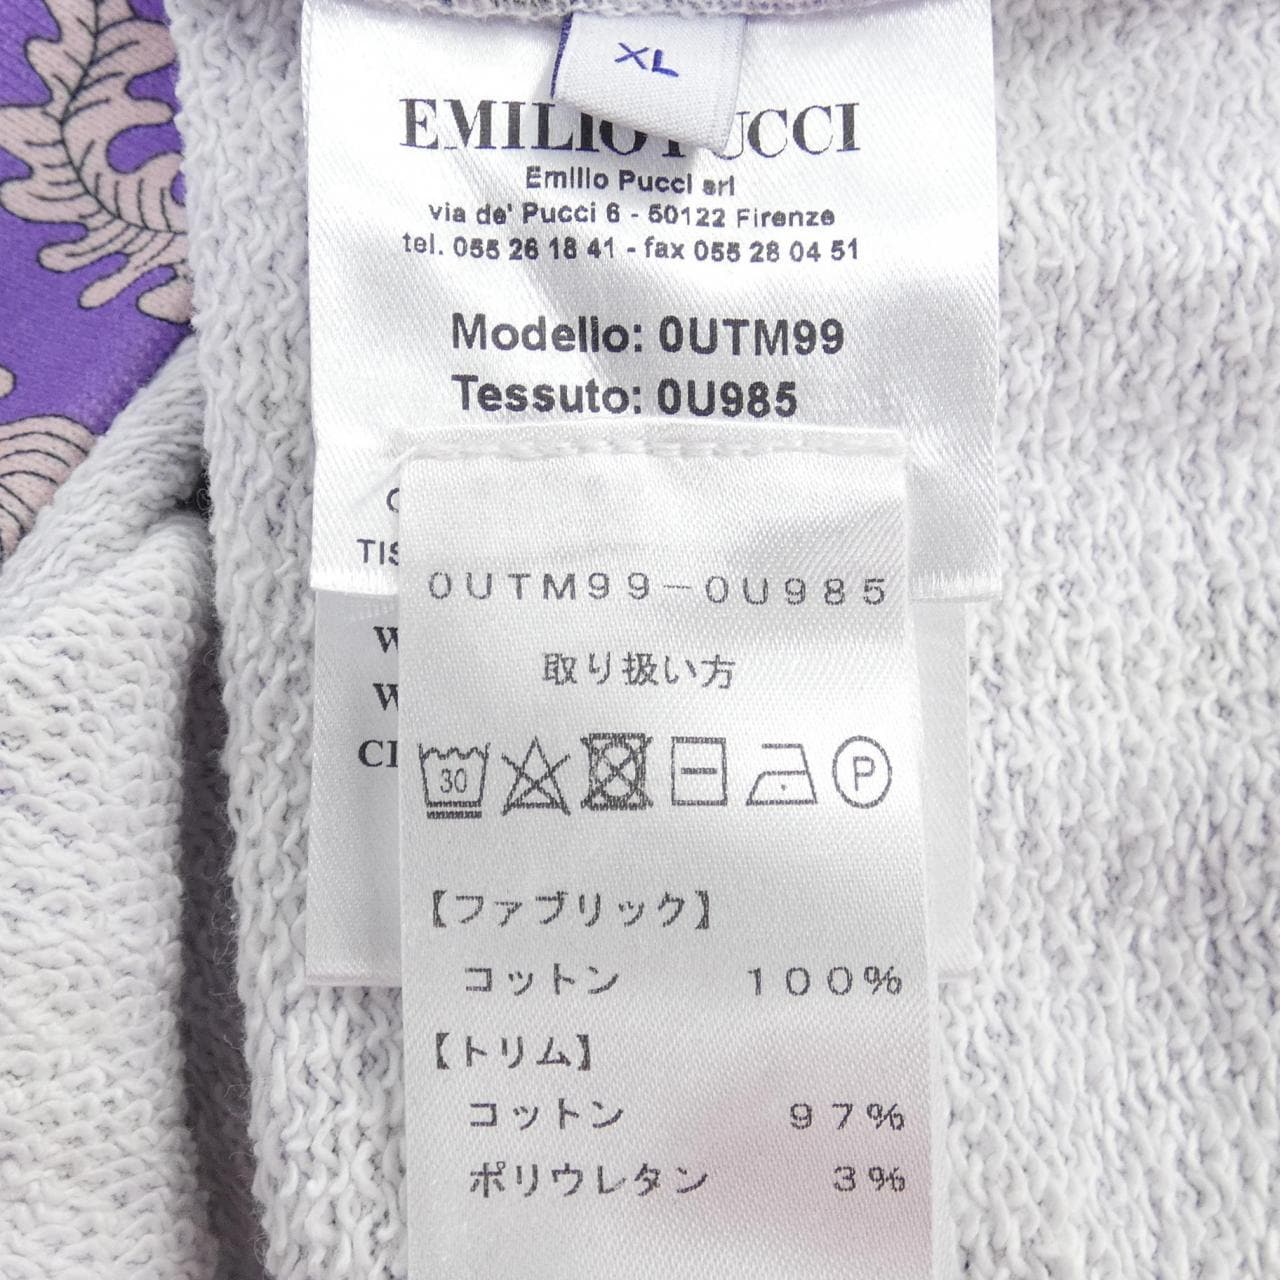 XL
EMILIO PUCCI
Emilio Pucci srl
via de' Pucci 6 - 50122 Firenze
tel. 055 26 18 41 - fax 055 28 04 51
Modello: 0UTM99
Tessuto: 0U985
0UTM99-0U985
取り扱い方
30
P
【ファブリック】
コットン 100%
【トリム】
コットン 97%
ポリウレタン 3%